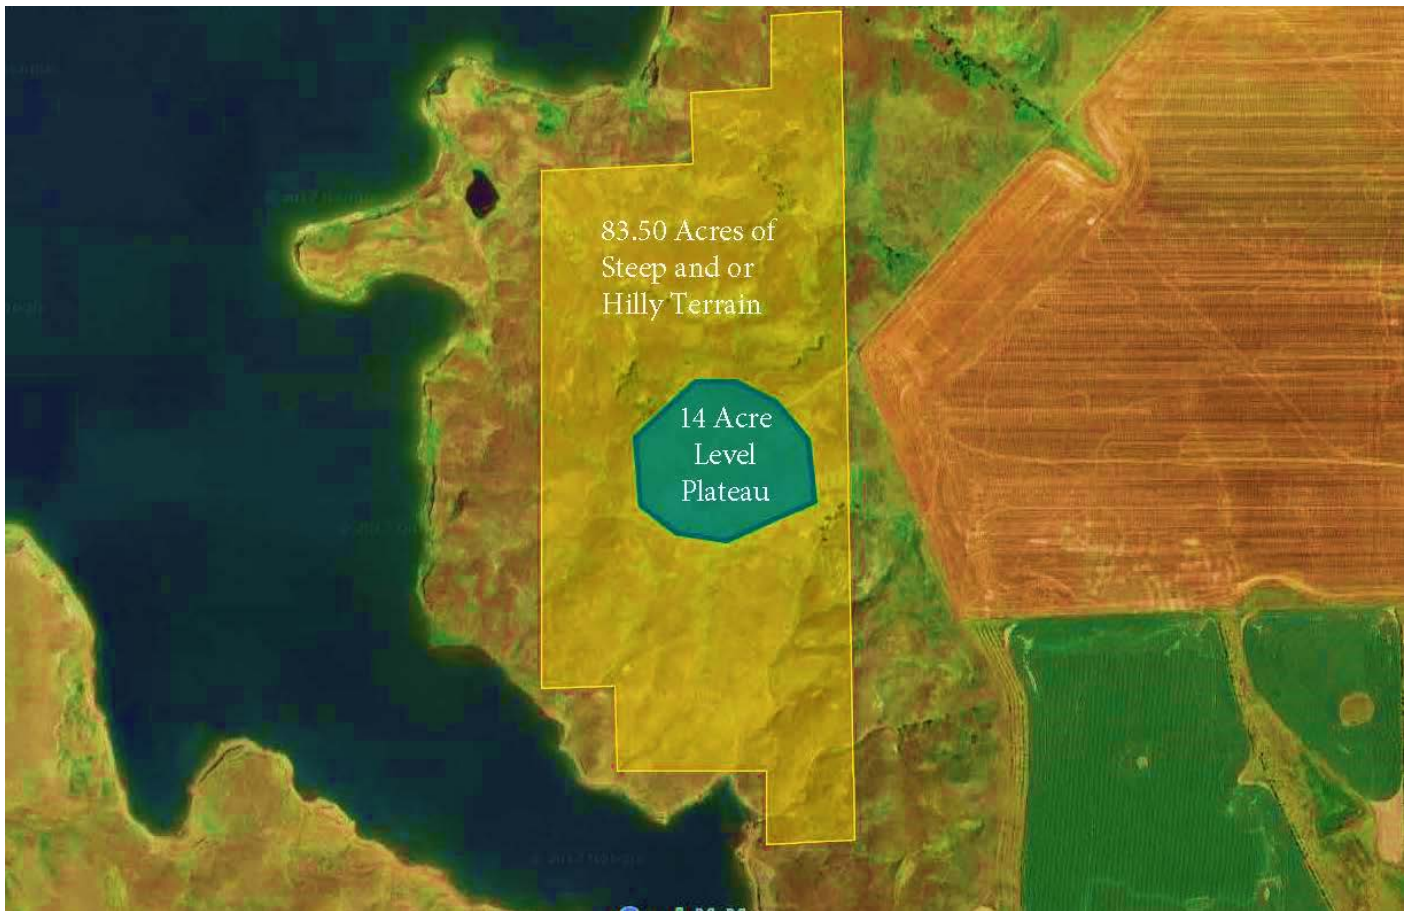 83.50 Acres of
Steep and or
Hilly Terrain
14 Acre
Level
Plateau